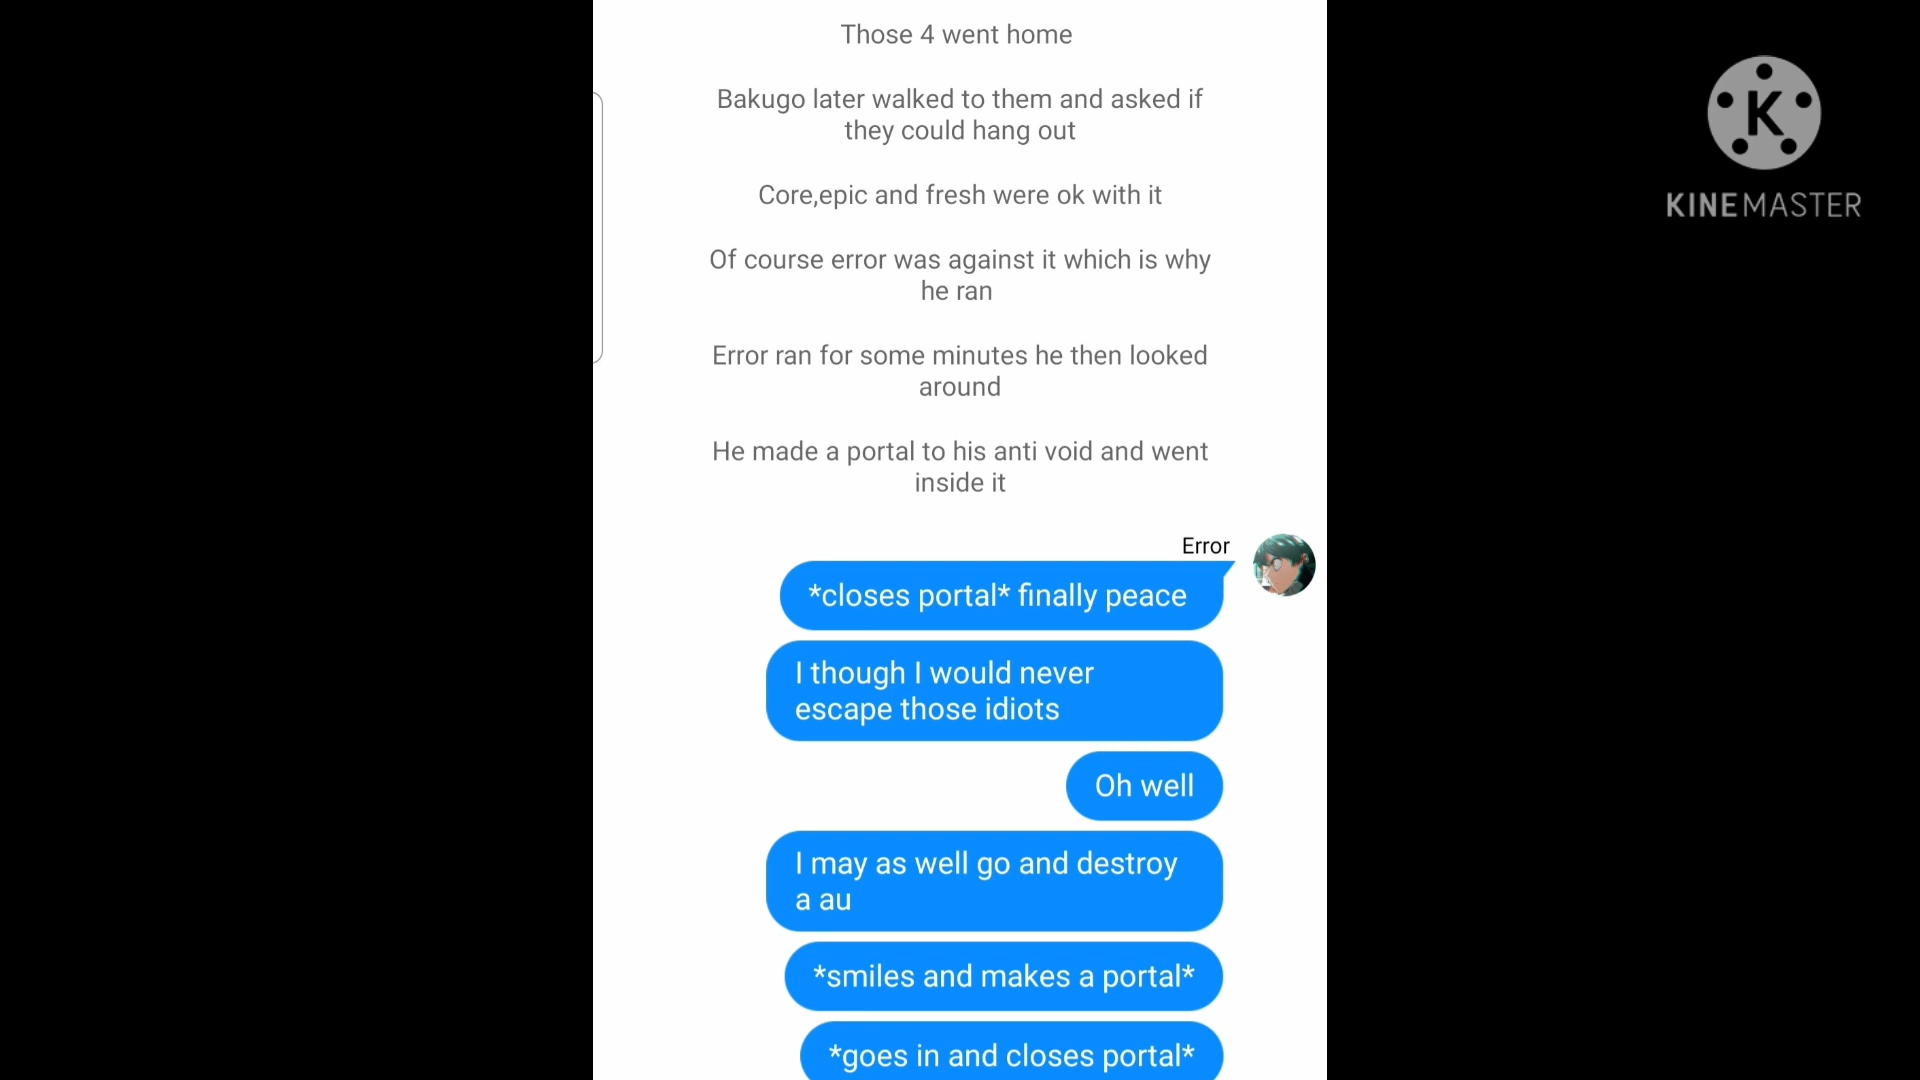 Those 4 went home
Bakugo later walked to them and asked if
they could hang out
Core,epic and fresh were ok with it
Of course error was against it which is why
he ran
Error ran for some minutes he then looked
around
He made a portal to his anti void and went
inside it
Error
*closes portal* finally peace
I though I would never
escape those idiots
Oh well
I may as well go and destroy
a au
*smiles and makes a portal*
*goes in and closes portal*
K
KINEMASTER